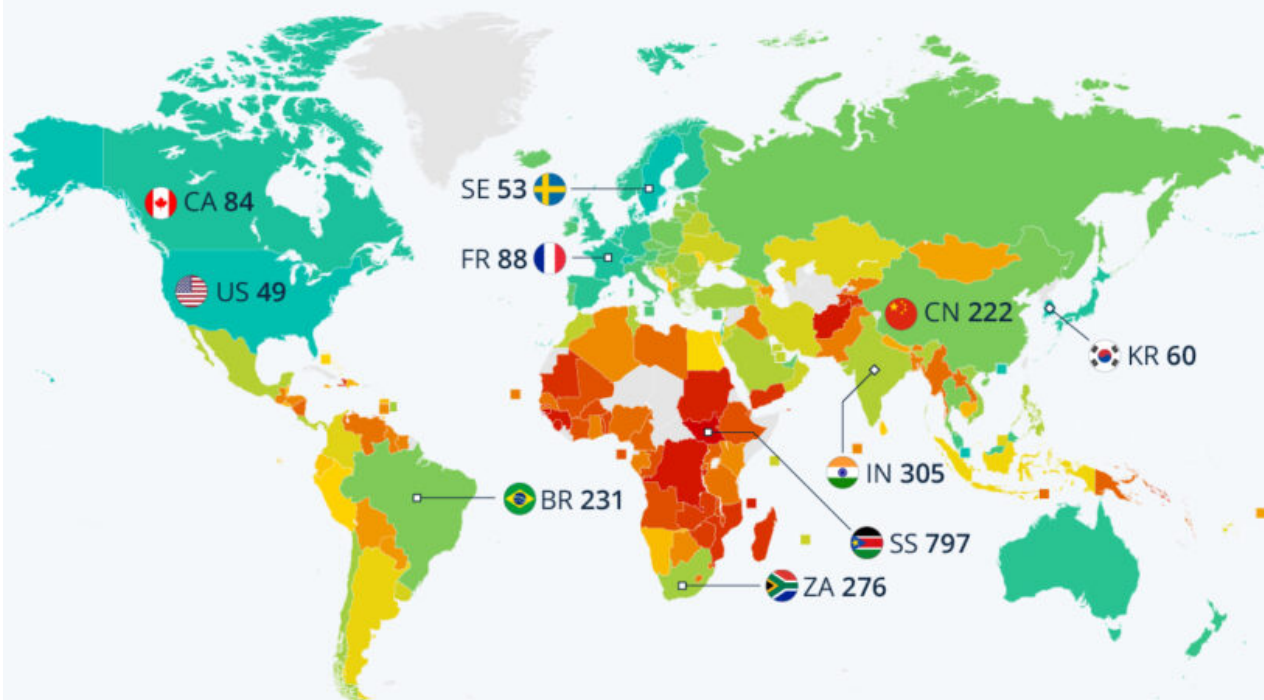 CA 84
US 49
SE 53
FR 88
CN 222
KR 60
IN 305
BR 231
SS 797
ZA 276